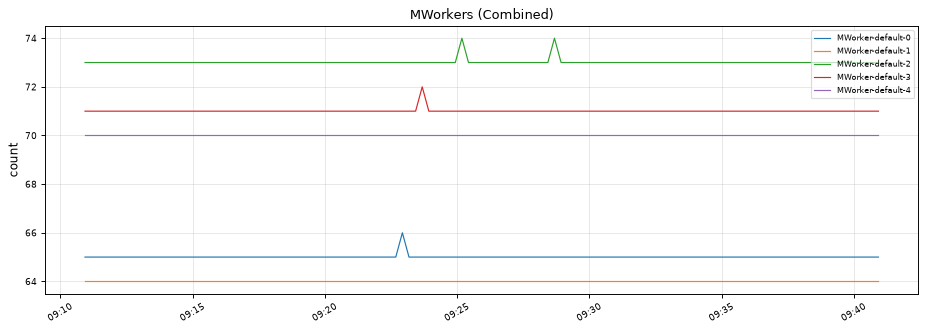 MWorkers (Combined)
74
72
70
68
66
64
count
MWorker-default-0
MWorker-default-1
MWorker-default-2
MWorker-default-3
MWorker-default-4
09:10
09:15
09:20
09:25
09:30
09:35
09:40